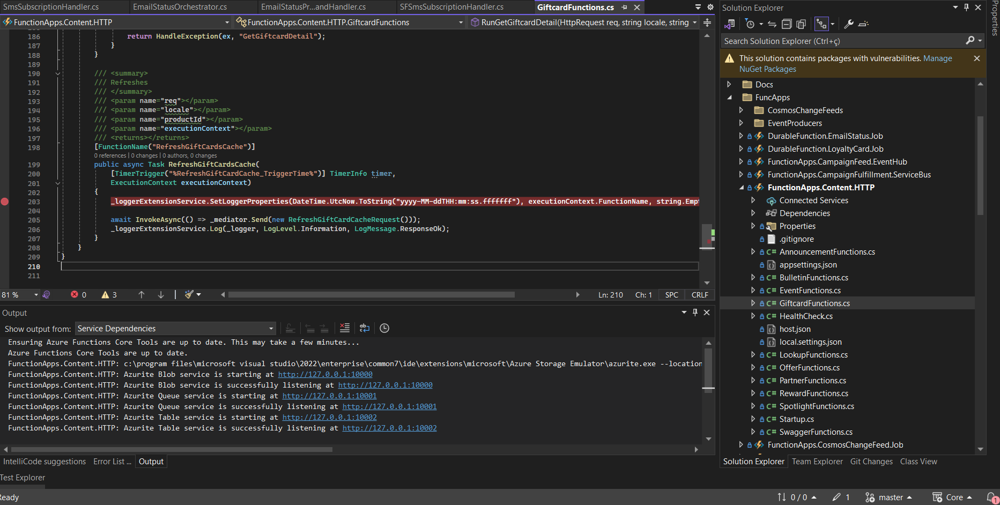 SmsSubscriptionHandler.cs EmailStatusOrchestrator.cs EmailStatusPr...andHandler.cs SFSmsSubscriptionHandler.cs GiftcardFunctions.cs
FunctionApps.Content.HTTP FunctionApps.Content.HTTP.GiftcardFunctions RunGetGiftcardDetail(HttpRequest req, string locale, string
186 return HandleException(ex, "GetGiftcardDetail");
187 }
188 }
189
190 /// <summary>
191 /// Refreshes
192 /// </summary>
193 /// <param name="req"></param>
194 /// <param name="locale"></param>
195 /// <param name="productId"></param>
196 /// <param name="executionContext"></param>
197 /// <returns></returns>
198 [FunctionName("RefreshGiftCardsCache")]
0 references | 0 changes | 0 authors, 0 changes
199 public async Task RefreshGiftCardsCache(
200 [TimerTrigger("%RefreshGiftCardCache_TriggerTime%")] TimerInfo timer,
201 ExecutionContext executionContext)
202 {
203 _loggerExtensionService.SetLoggerProperties(DateTime.UtcNow.ToString("yyyy-MM-ddTHH:mm:ss.fffffff"), executionContext.FunctionName, string.Empt
204
205 await InvokeAsync(() => _mediator.Send(new RefreshGiftCardCacheRequest()));
206 _loggerExtensionService.Log(_logger, LogLevel.Information, LogMessage.ResponseOk);
207 }
208 }
209 }
210
211
81 % 0 3 Ln: 210 Ch: 1 SPC CRLF
Output
Show output from: Service Dependencies
Ensuring Azure Functions Core Tools are up to date. This may take a few minutes...
Azure Functions Core Tools are up to date.
FunctionApps.Content.HTTP: c:\program files\microsoft visual studio\2022\enterprise\common7\ide\extensions\microsoft\Azure Storage Emulator\azurite.exe --location
FunctionApps.Content.HTTP: Azurite Blob service is starting at http://127.0.0.1:10000
FunctionApps.Content.HTTP: Azurite Blob service is successfully listening at http://127.0.0.1:10000
FunctionApps.Content.HTTP: Azurite Queue service is starting at http://127.0.0.1:10001
FunctionApps.Content.HTTP: Azurite Queue service is successfully listening at http://127.0.0.1:10001
FunctionApps.Content.HTTP: Azurite Table service is starting at http://127.0.0.1:10002
FunctionApps.Content.HTTP: Azurite Table service is successfully listening at http://127.0.0.1:10002
IntelliCode suggestions Error List ... Output
Test Explorer
Solution Explorer
Search Solution Explorer (Ctrl+ç)
This solution contains packages with vulnerabilities. Manage
NuGet Packages
Docs
FuncApps
CosmosChangeFeeds
EventProducers
DurableFunction.EmailStatus.Job
DurableFunction.LoyaltyCard.Job
FunctionApps.CampaignFeed.EventHub
FunctionApps.CampaignFulfillment.ServiceBus
FunctionApps.Content.HTTP
Connected Services
Dependencies
Properties
.gitignore
C# AnnouncementFunctions.cs
appsettings.json
C# BulletinFunctions.cs
C# EventFunctions.cs
C# GiftcardFunctions.cs
C# HealthCheck.cs
host.json
local.settings.json
C# LookupFunctions.cs
C# OfferFunctions.cs
C# PartnerFunctions.cs
C# RewardFunctions.cs
C# SpotlightFunctions.cs
C# Startup.cs
C# SwaggerFunctions.cs
FunctionApps.CosmosChangeFeed.Job
Solution Explorer Team Explorer Git Changes Class View
Properties
Ready 0 / 0 1 master Core 1